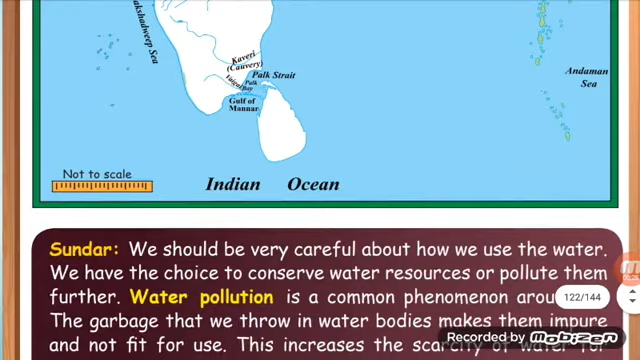 akshadweep Sea
Kaveri
(Cauvery)
Vaigai
Palk Strait
Palk
Bay
Gulf of
Mannar
Andaman
Sea
Not to scale
Indian Ocean
Sundar: We should be very careful about how we use the water.
We have the choice to conserve water resources or pollute them
further. Water pollution is a common phenomenon arou
122/144
The garbage that we throw in water bodies makes them impure
and not fit for use. This increases the scarcity of water for
Recorded by mobizen